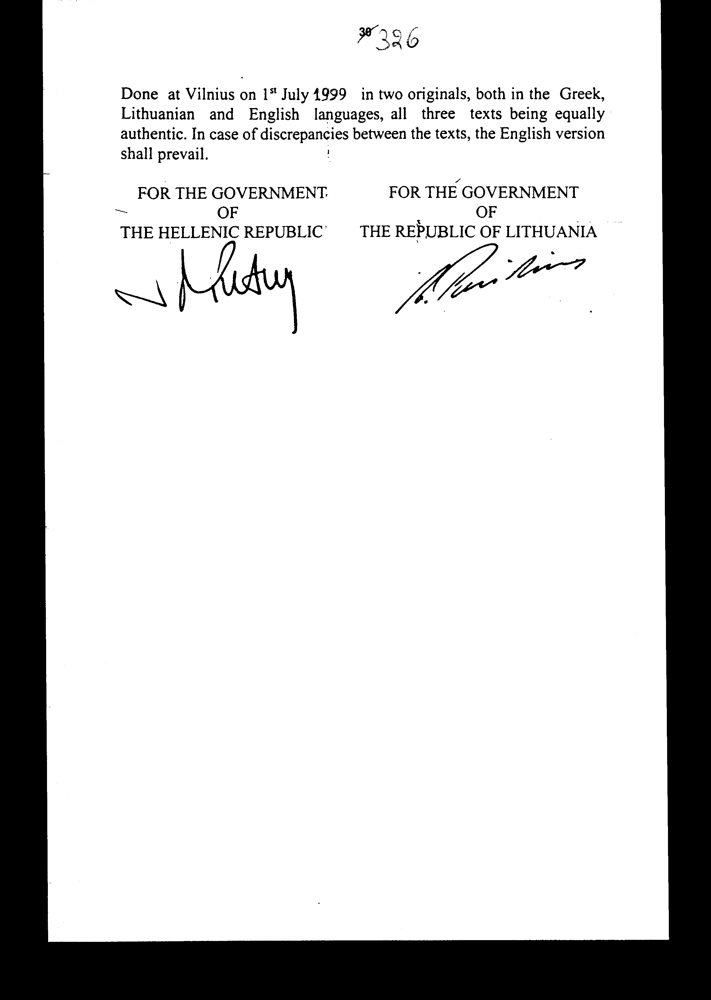 30 326
Done at Vilnius on 1st July 1999 in two originals, both in the Greek,
Lithuanian and English languages, all three texts being equally
authentic. In case of discrepancies between the texts, the English version
shall prevail.
FOR THE GOVERNMENT
OF
THE HELLENIC REPUBLIC
FOR THE GOVERNMENT
OF
THE REPUBLIC OF LITHUANIA